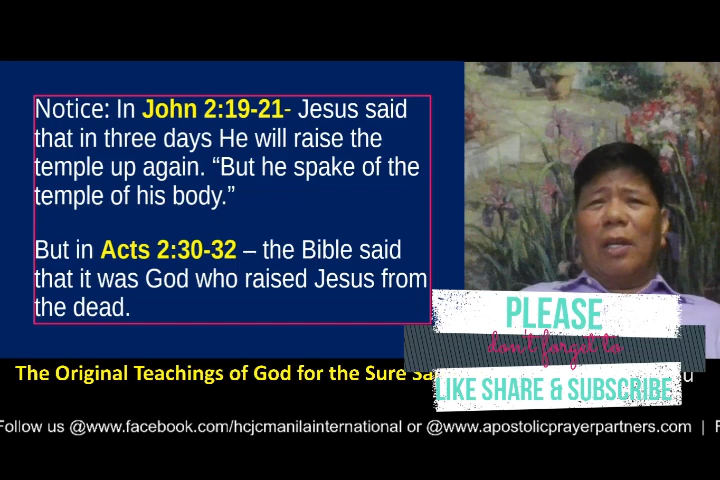 Notice: In John 2:19-21- Jesus said
that in three days He will raise the
temple up again. “But he spake of the
temple of his body.”
But in Acts 2:30-32 – the Bible said
that it was God who raised Jesus from
the dead.
PLEASE
don't forget to
LIKE SHARE & SUBSCRIBE
The Original Teachings of God for the Sure
Follow us @www.facebook.com/hcjcmanilainternational or @www.apostolicprayerpartners.com |